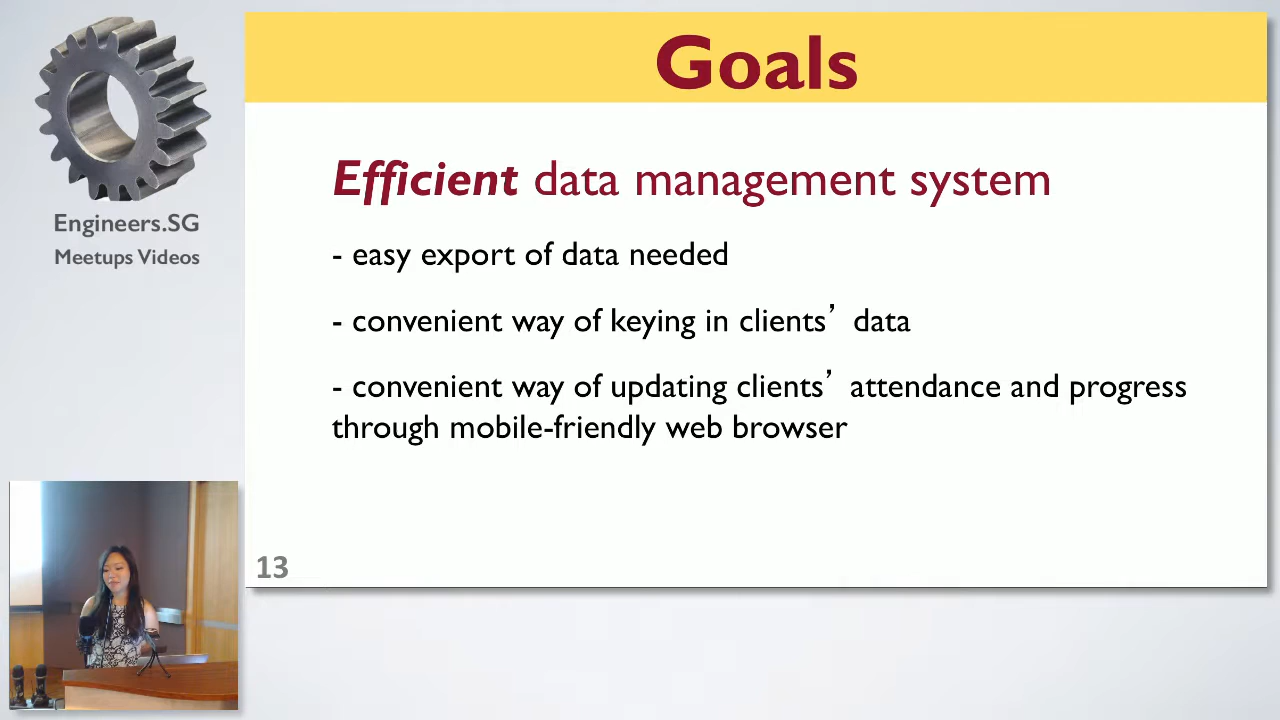 Goals
Engineers.SG
Meetups Videos
Efficient data management system
- easy export of data needed
- convenient way of keying in clients’ data
- convenient way of updating clients’ attendance and progress
through mobile-friendly web browser
13